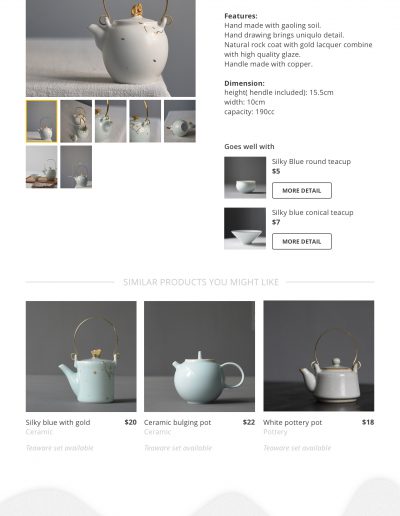 Features:
Hand made with gaoling soil.
Hand drawing brings uniqulo detail.
Natural rock coat with gold lacquer combine
with high quality glaze.
Handle made with copper.
Dimension:
height( hendle included): 15.5cm
width: 10cm
capacity: 190cc
Goes well with
Silky Blue round teacup
$5
MORE DETAIL
Silky blue conical teacup
$7
MORE DETAIL
SIMILAR PRODUCTS YOU MIGHT LIKE
Silky blue with gold $20
Ceramic
Teaware set available
Ceramic bulging pot $22
Ceramic
Teaware set available
White pottery pot $18
Pottery
Teaware set available